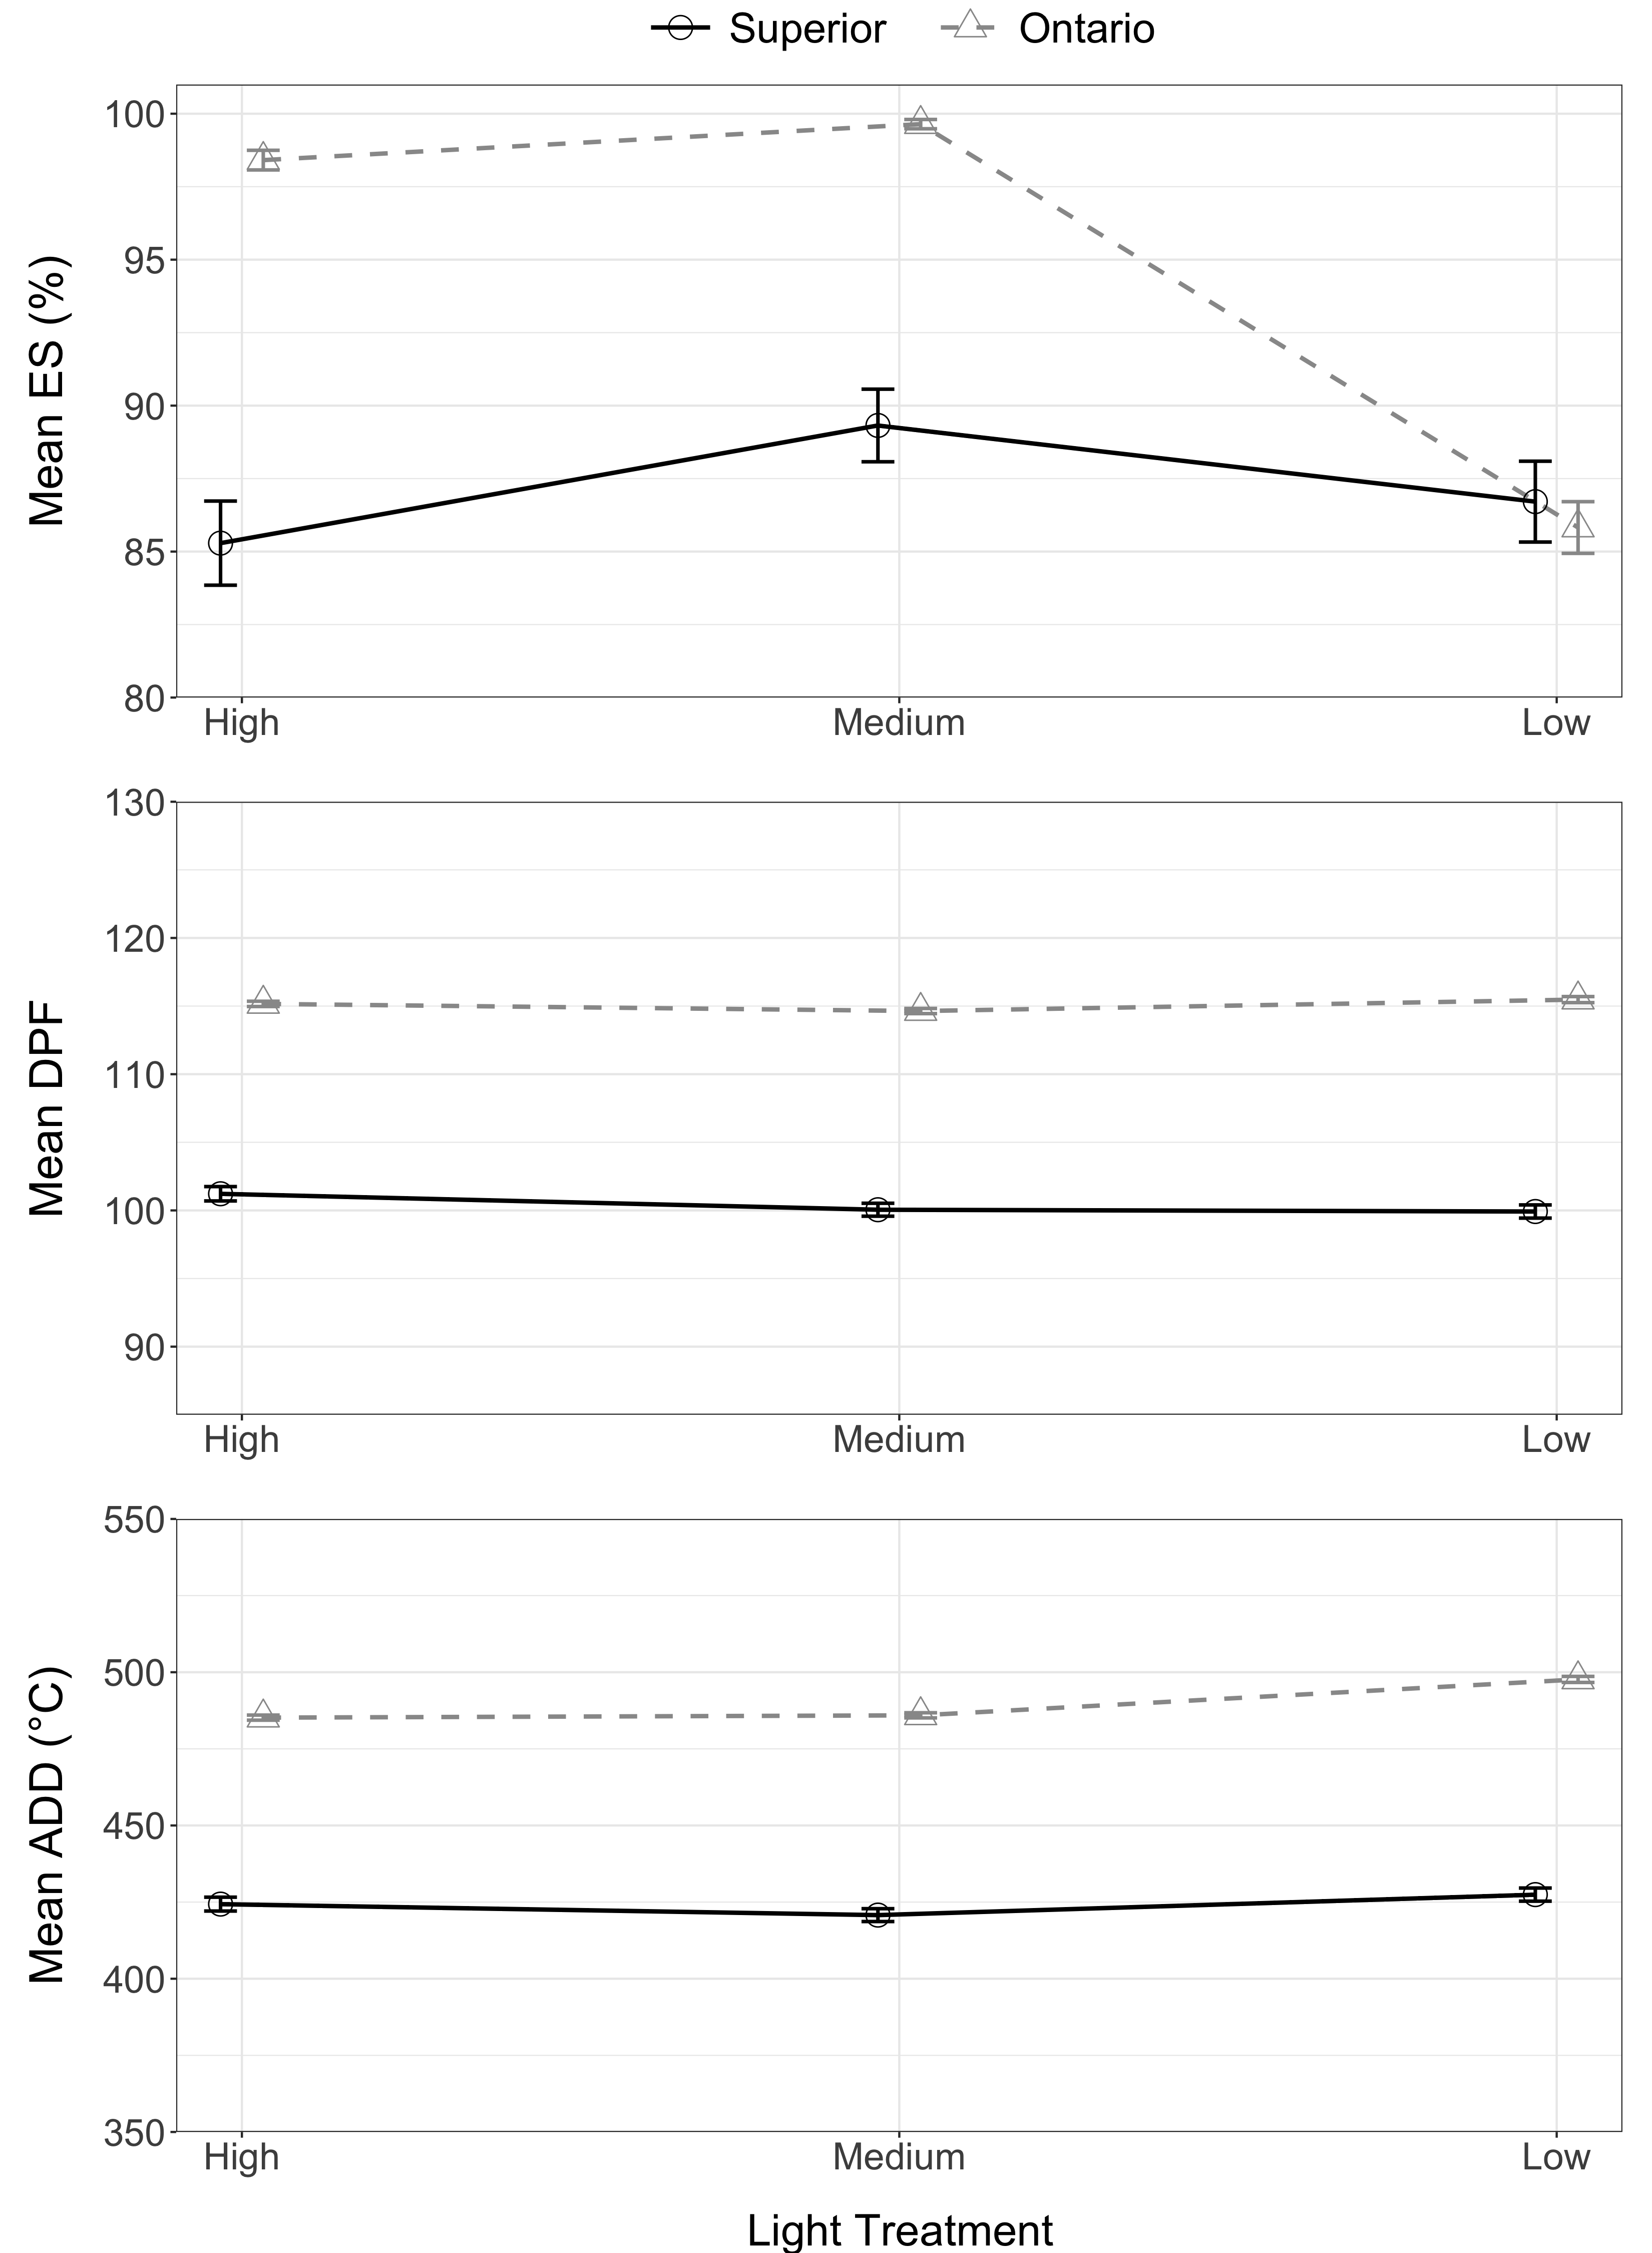 Superior Ontario
Mean ES (%)
100
95
90
85
80
High Medium Low
Mean DPF
130
120
110
100
90
High Medium Low
Mean ADD (°C)
550
500
450
400
350
High Medium Low
Light Treatment